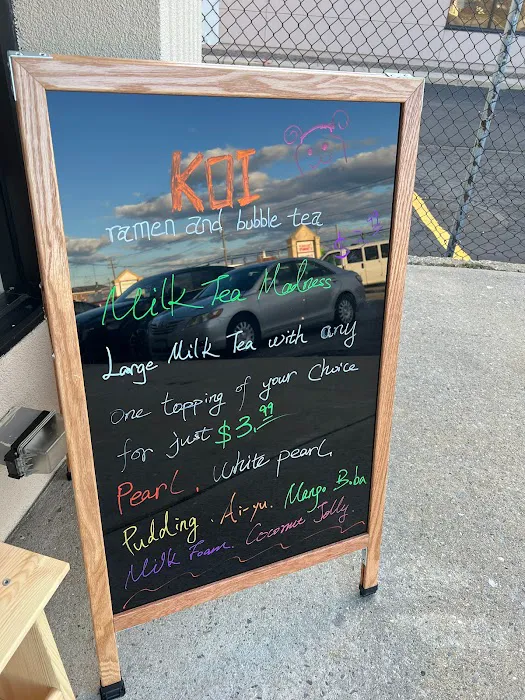 KOI
ramen and bubble tea
Milk Tea Madness
Large Milk Tea with any
one topping of your choice
for just $3.99
Pearl, White pearl,
Pudding, Ai-yu, Mango Boba
Milk Foam, Coconut Jelly.